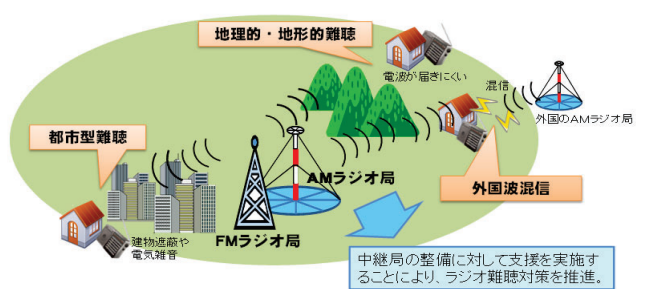 地理的・地形的難聴
電波が届きにくい
混信
外国のAMラジオ局
都市型難聴
AMラジオ局
外国波混信
FMラジオ局
建物遮蔽や
電気雑音
中継局の整備に対して支援を実施す
ることにより、ラジオ難聴対策を推進。